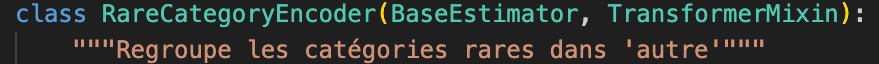 class RareCategoryEncoder(BaseEstimator, TransformerMixin):
"""Regroupe les catégories rares dans 'autre'"""